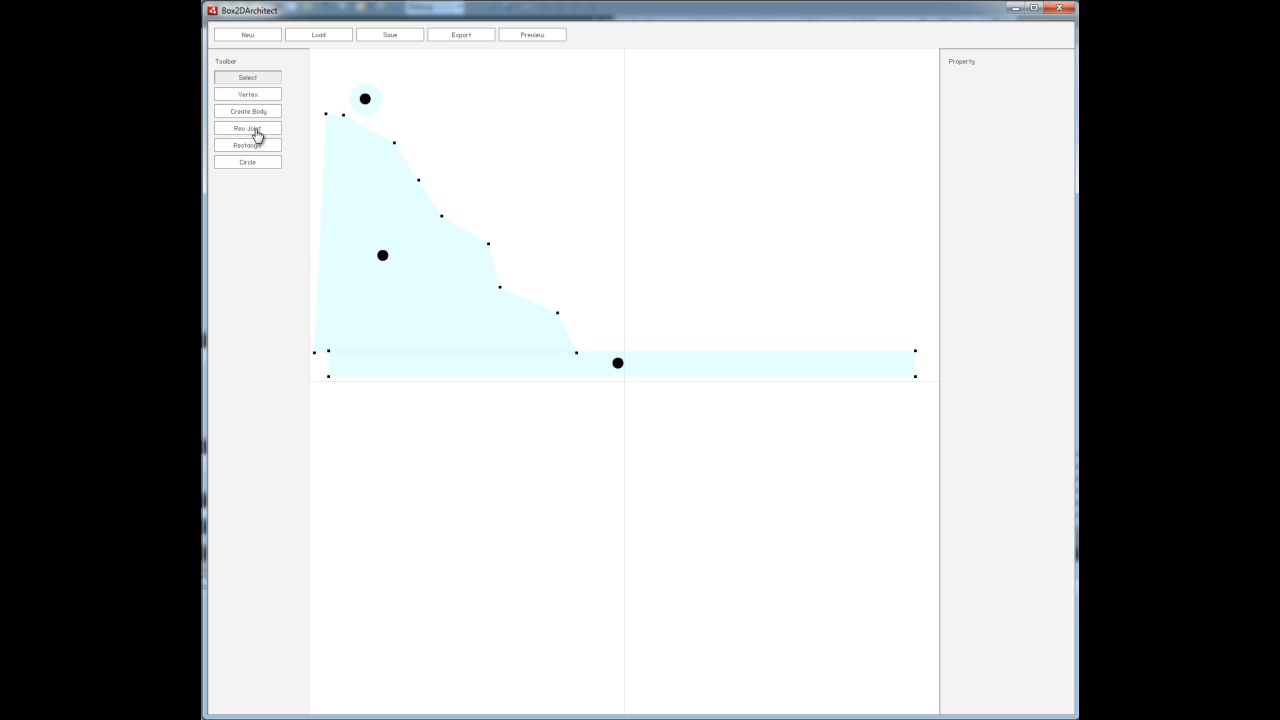 Box2DArchitect
New Load Save Export Preview
Toolbar
Property
Select
Vertex
Create Body
Rev Joint
Rectangle
Circle